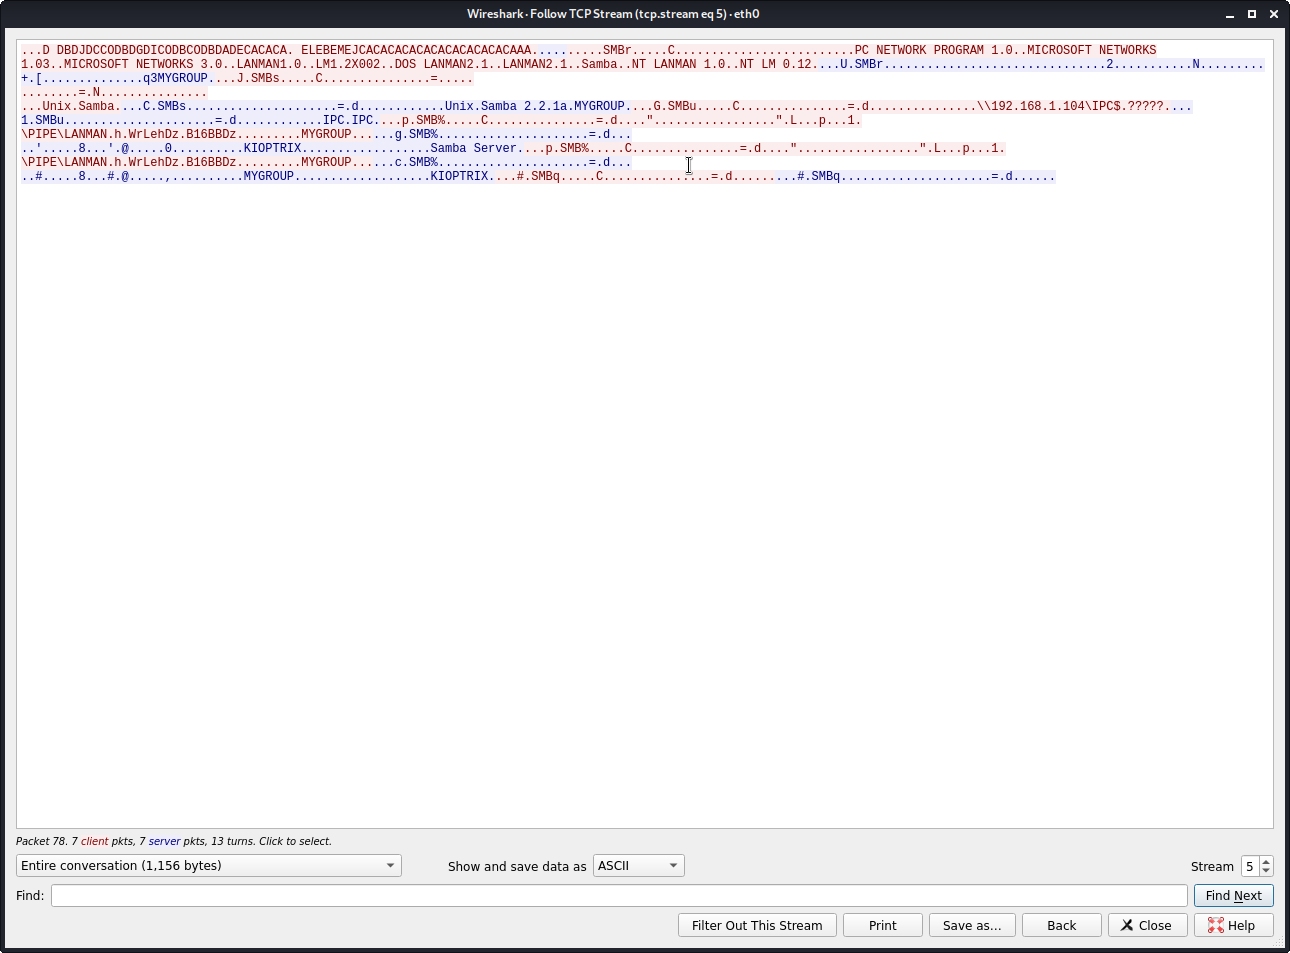 Wireshark · Follow TCP Stream (tcp.stream eq 5) · eth0
...D DBDJDCCODBDGDICODBCODBDADECACACA. ELEBEMEJCACACACACACACACACACACAAA.........SMBr.....C.........................PC NETWORK PROGRAM 1.0..MICROSOFT NETWORKS
1.03..MICROSOFT NETWORKS 3.0..LANMAN1.0..LM1.2X002..DOS LANMAN2.1..LANMAN2.1..Samba..NT LANMAN 1.0..NT LM 0.12....U.SMBr...............................2...........N.........
+.[..............q3MYGROUP....J.SMBs.....C...............=.....
........=.N...............
...Unix.Samba....C.SMBs.....................=.d............Unix.Samba 2.2.1a.MYGROUP....G.SMBu.....C...............=.d...............\\192.168.1.104\IPC$.?????....
1.SMBu.....................=.d............IPC.IPC....p.SMB%.....C...............=.d....".................".L...p...1.
\PIPE\LANMAN.h.WrLehDz.B16BBDz.........MYGROUP......g.SMB%.....................=.d...
..'.....8...'.@.....0..........KIOPTRIX..................Samba Server....p.SMB%.....C...............=.d....".................".L...p...1.
\PIPE\LANMAN.h.WrLehDz.B16BBDz.........MYGROUP......c.SMB%.....................=.d...
..#.....8...#.@.....,..........MYGROUP...................KIOPTRIX....#.SMBq.....C...............=.d.........#.SMBq.....................=.d......
Packet 78. 7 client pkts, 7 server pkts, 13 turns. Click to select.
Entire conversation (1,156 bytes) Show and save data as ASCII Stream 5
Find: Find Next
Filter Out This Stream Print Save as... Back Close Help